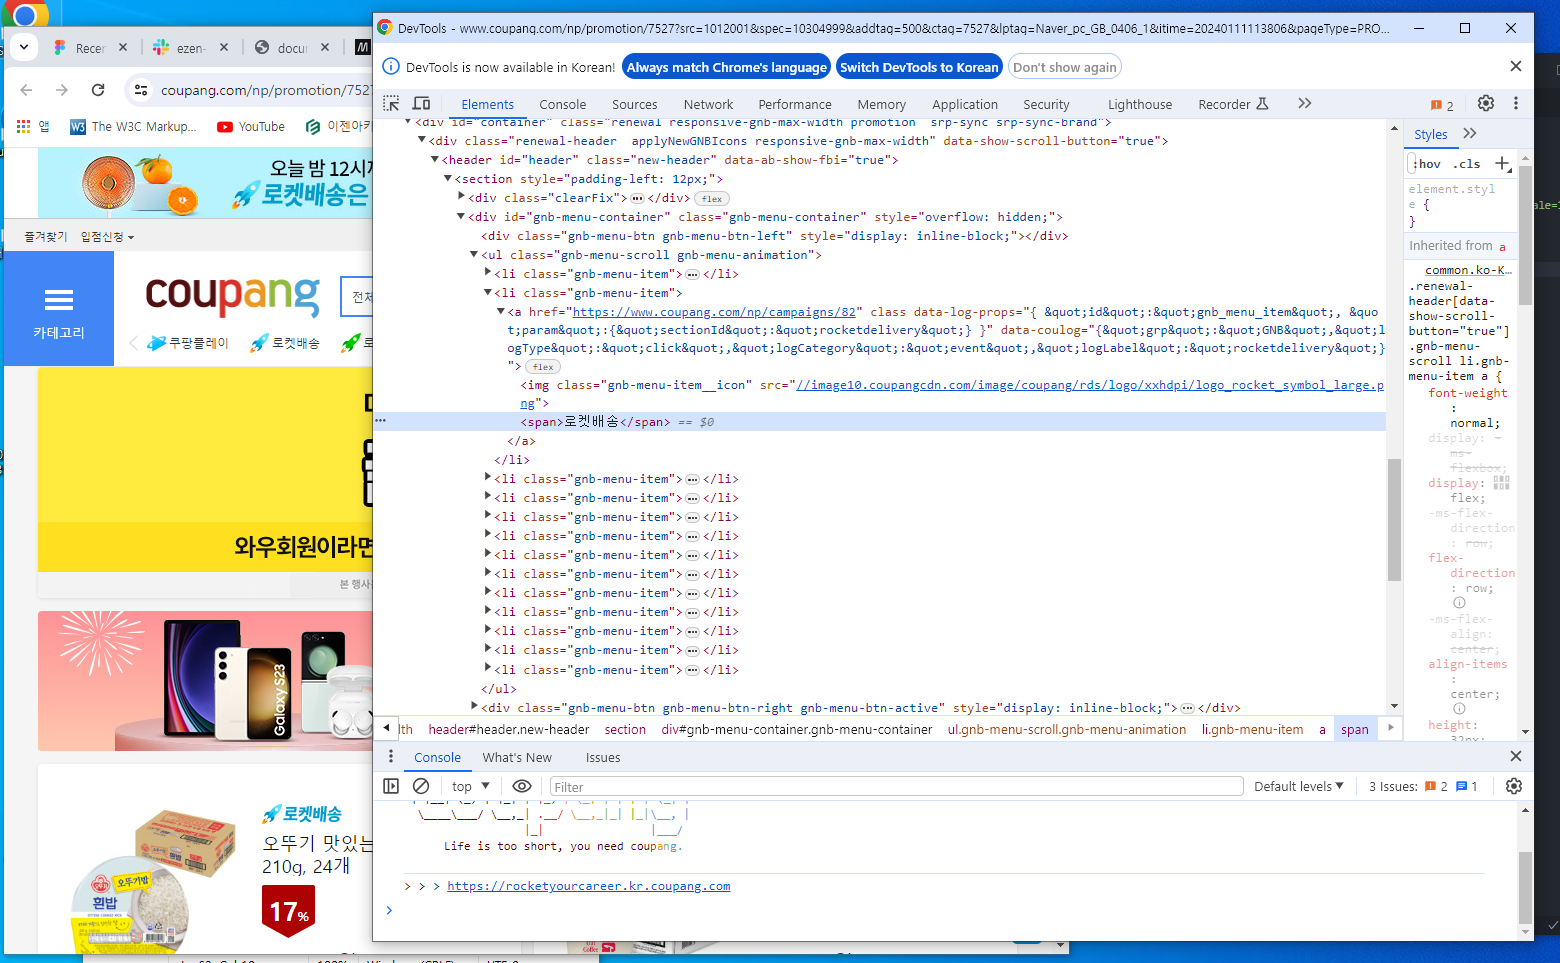 DevTools - www.coupang.com/np/promotion/7527?src=1012001&spec=10304999&addtag=500&ctag=7527&lptag=Naver_pc_GB_0406_1&itime=20240111113806&pageType=PRO...
Recen
ezen-
docu
DevTools is now available in Korean!
Always match Chrome's language
Switch DevTools to Korean
Don't show again
coupang.com/np/promotion/752
Elements
Console
Sources
Network
Performance
Memory
Application
Security
Lighthouse
Recorder
2
앱
The W3C Markup...
YouTube
이젠아카
<div id="container" class="renewal responsive-gnb-max-width promotion  srp-sync srp-sync-brand">
<div class="renewal-header  applyNewGNBIcons responsive-gnb-max-width" data-show-scroll-button="true">
<header id="header" class="new-header" data-ab-show-fbi="true">
<section style="padding-left: 12px;">
<div class="clearFix">…</div> flex
<div id="gnb-menu-container" class="gnb-menu-container" style="overflow: hidden;">
<div class="gnb-menu-btn gnb-menu-btn-left" style="display: inline-block;"></div>
<ul class="gnb-menu-scroll gnb-menu-animation">
<li class="gnb-menu-item">…</li>
<li class="gnb-menu-item">
<a href="https://www.coupang.com/np/campaigns/82" class data-log-props="{ &quot;id&quot;:&quot;gnb_menu_item&quot;, &quo
t;param&quot;:{&quot;sectionId&quot;:&quot;rocketdelivery&quot;} }" data-coulog="{&quot;grp&quot;:&quot;GNB&quot;,&quot;l
ogType&quot;:&quot;click&quot;,&quot;logCategory&quot;:&quot;event&quot;,&quot;logLabel&quot;:&quot;rocketdelivery&quot;}
"> flex
<img class="gnb-menu-item__icon" src="//image10.coupangcdn.com/image/coupang/rds/logo/xxhdpi/logo_rocket_symbol_large.p
ng">
<span>로켓배송</span> == $0
</a>
</li>
<li class="gnb-menu-item">…</li>
<li class="gnb-menu-item">…</li>
<li class="gnb-menu-item">…</li>
<li class="gnb-menu-item">…</li>
<li class="gnb-menu-item">…</li>
<li class="gnb-menu-item">…</li>
<li class="gnb-menu-item">…</li>
<li class="gnb-menu-item">…</li>
<li class="gnb-menu-item">…</li>
<li class="gnb-menu-item">…</li>
<li class="gnb-menu-item">…</li>
</ul>
<div class="gnb-menu-btn gnb-menu-btn-right gnb-menu-btn-active" style="display: inline-block;">…</div>
lth
header#header.new-header
section
div#gnb-menu-container.gnb-menu-container
ul.gnb-menu-scroll.gnb-menu-animation
li.gnb-menu-item
a
span
Styles
:hov
.cls
element.styl
e {
}
Inherited from a
common.ko-K…
.renewal-
header[data-
show-scroll-
button="true"]
.gnb-menu-
scroll li.gnb-
menu-item a {
font-weight
:
normal;
display: -
ms-
flexbox;
display:
flex;
-ms-flex-
direction
: row;
flex-
direction
: row;
-ms-flex-
align:
center;
align-items
:
center;
height:
32px;
Console
What's New
Issues
top
Filter
Default levels
3 Issues:
2
1
Life is too short, you need coupang.
> > > https://rocketyourcareer.kr.coupang.com
>
오늘 밤 12시까
로켓배송은
즐겨찾기
입점신청
카테고리
coupang
전체
쿠팡플레이
로켓배송
로
와우회원이라면
본 행사는
Galaxy S23
로켓배송
오뚜기 맛있는
210g, 24개
17%
오뚜기밥
흰밥
ale=1